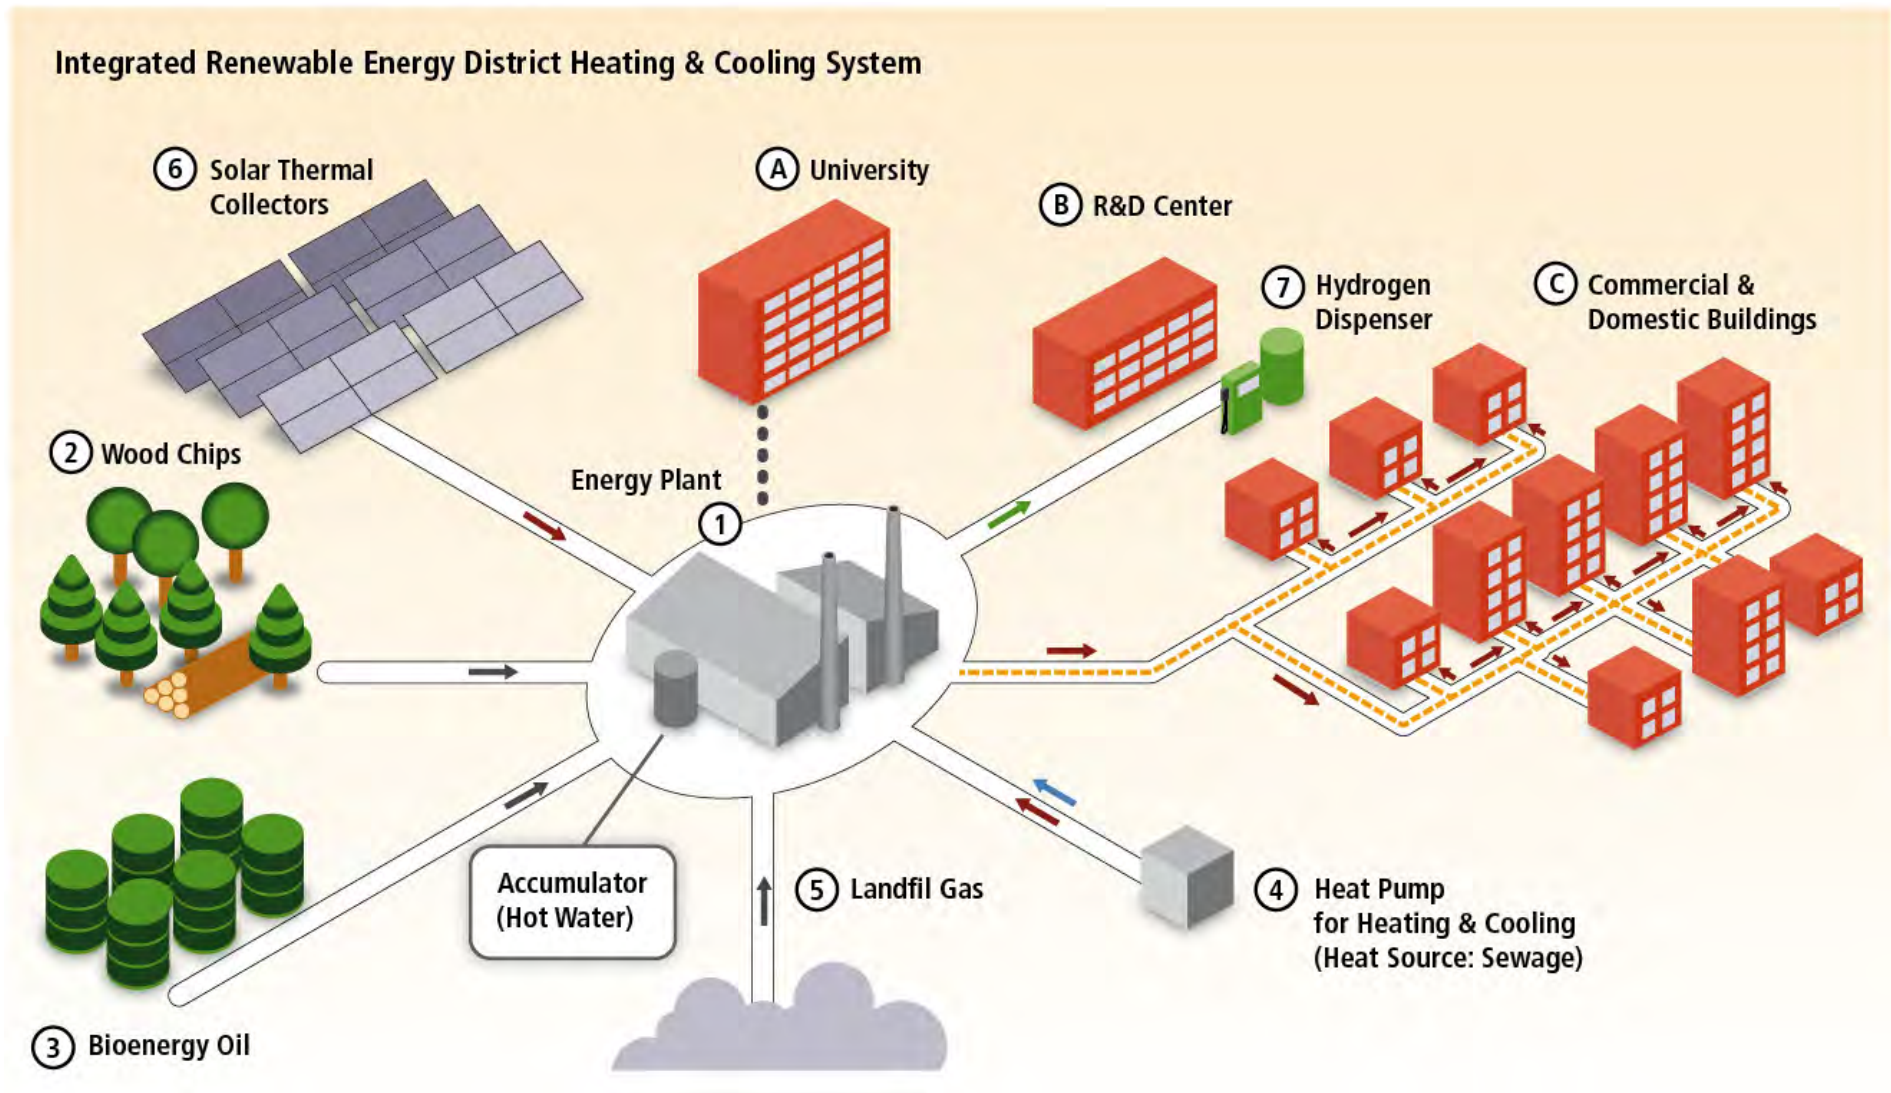 Integrated Renewable Energy District Heating & Cooling System
6 Solar Thermal
Collectors
A University
B R&D Center
7 Hydrogen
Dispenser
C Commercial &
Domestic Buildings
2 Wood Chips
Energy Plant
1
Accumulator
(Hot Water)
5 Landfil Gas
4 Heat Pump
for Heating & Cooling
(Heat Source: Sewage)
3 Bioenergy Oil